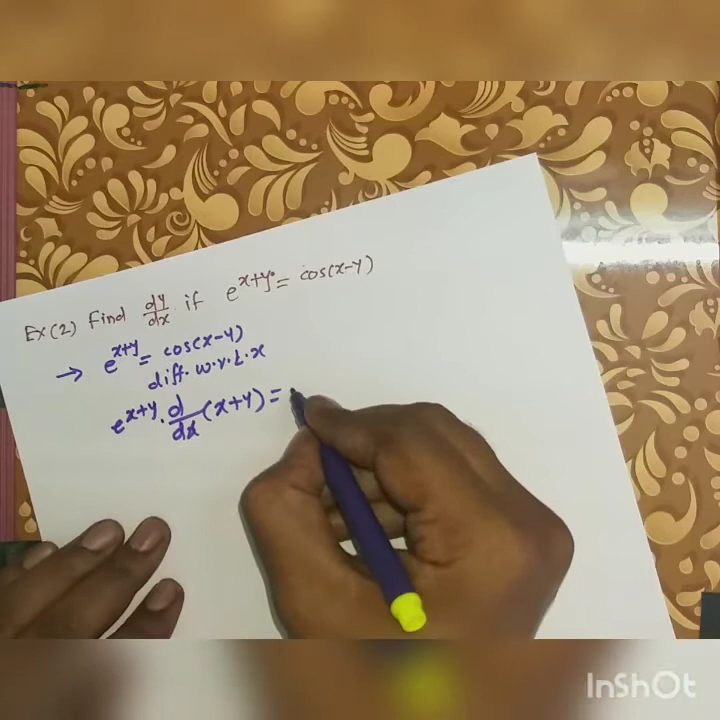 Ex(2) Find dy/dx if e^x+y = cos(x-y)
→ e^x+y = cos(x-y)
diff. w.r.t. x
e^x+y . d/dx (x+y) =
InShOt